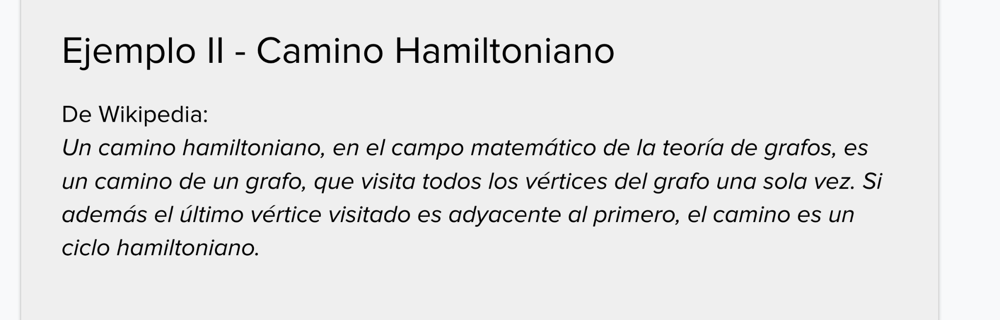 Ejemplo II - Camino Hamiltoniano
De Wikipedia:
Un camino hamiltoniano, en el campo matemático de la teoría de grafos, es
un camino de un grafo, que visita todos los vértices del grafo una sola vez. Si
además el último vértice visitado es adyacente al primero, el camino es un
ciclo hamiltoniano.